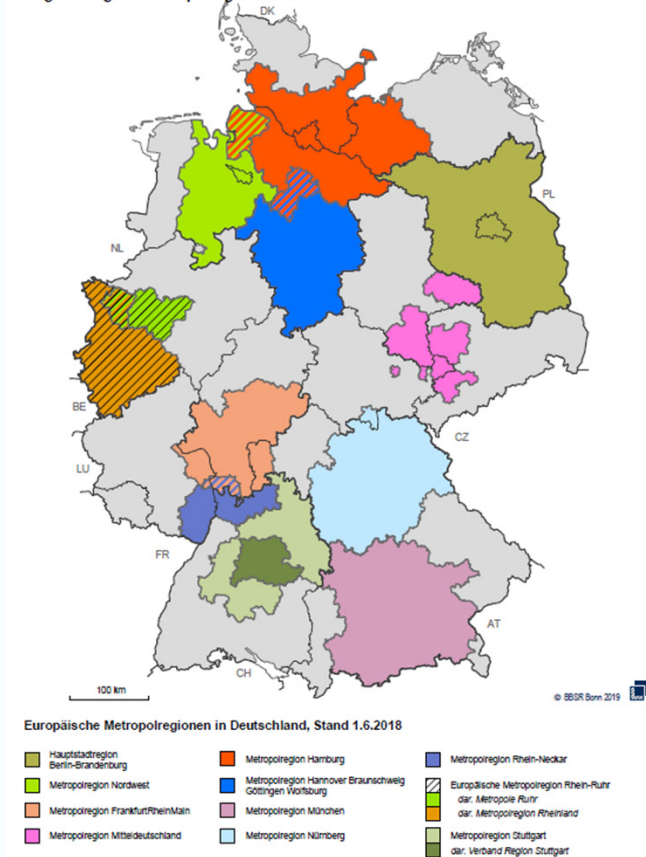 DK
PL
NL
BE
LU
CZ
FR
AT
CH
100 km
© BBSR Bonn 2019
Europäische Metropolregionen in Deutschland, Stand 1.6.2018
Hauptstadtregion
Berlin-Brandenburg
Metropolregion Nordwest
Metropolregion FrankfurtRheinMain
Metropolregion Mitteldeutschland
Metropolregion Hamburg
Metropolregion Hannover Braunschweig
Göttingen Wolfsburg
Metropolregion München
Metropolregion Nürnberg
Metropolregion Rhein-Neckar
Europäische Metropolregion Rhein-Ruhr
dar. Metropole Ruhr
dar. Metropolregion Rheinland
Metropolregion Stuttgart
dar. Verband Region Stuttgart